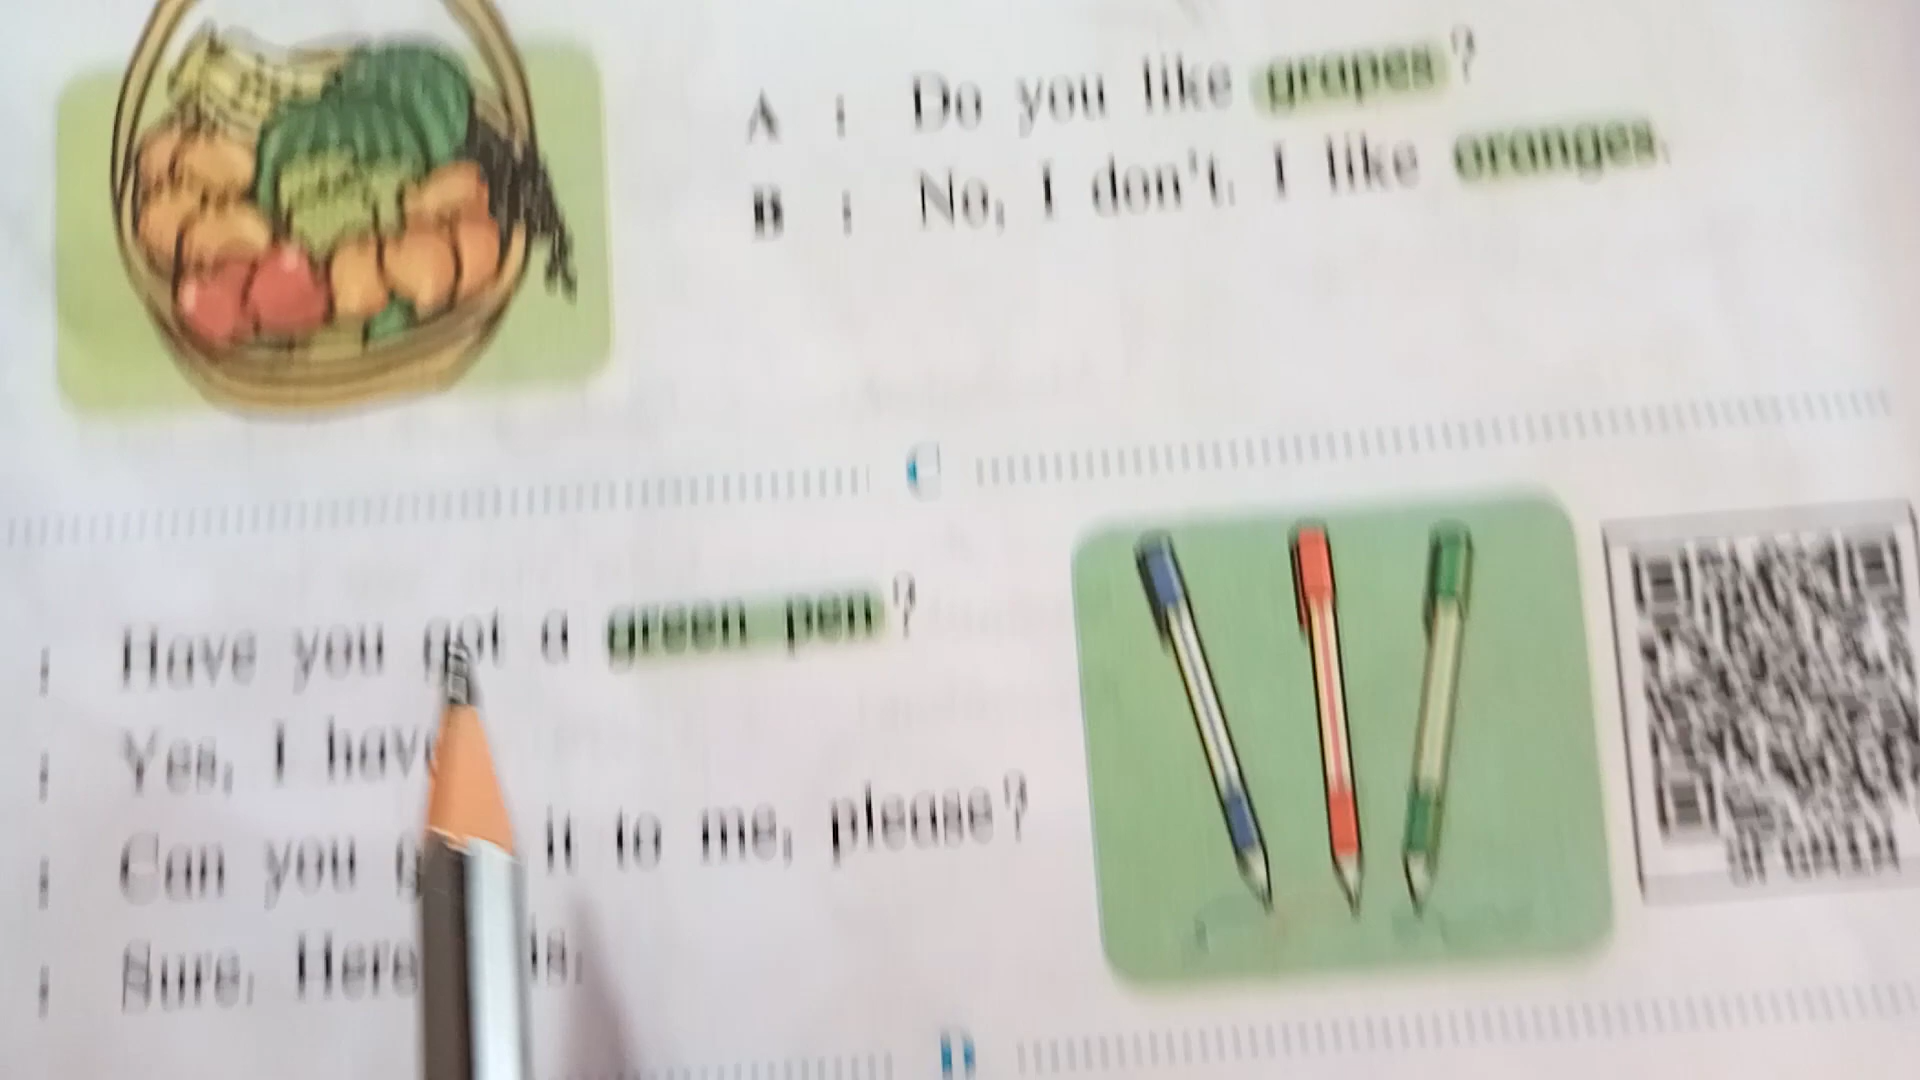 A : Do you like grapes?
B : No, I don't. I like oranges.
C
: Have you got a green pen?
: Yes, I have
: Can you it to me, please?
: Sure. Here is.
D